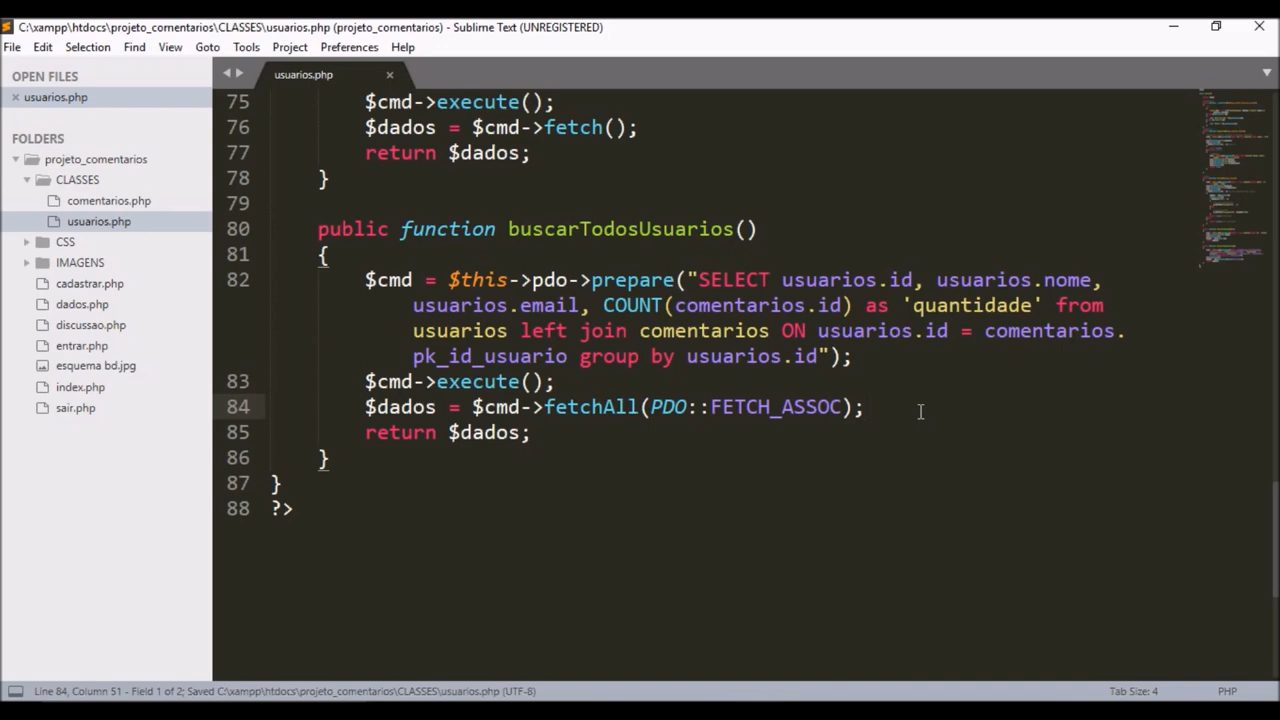 C:\xampp\htdocs\projeto_comentarios\CLASSES\usuarios.php (projeto_comentarios) - Sublime Text (UNREGISTERED)
File Edit Selection View Goto Tools Project Preferences Help
OPEN FILES
× usuarios.php
FOLDERS
projeto_comentarios
CLASSES
comentarios.php
usuarios.php
CSS
IMAGENS
cadastrar.php
dados.php
discussao.php
entrar.php
esquema bd.jpg
index.php
sair.php
usuarios.php ×
75 $cmd->execute();
76 $dados = $cmd->fetch();
77 return $dados;
78 }
79
80 public function buscarTodosUsuarios()
81 {
82 $cmd = $this->pdo->prepare("SELECT usuarios.id, usuarios.nome,
usuarios.email, COUNT(comentarios.id) as 'quantidade' from
usuarios left join comentarios ON usuarios.id = comentarios.
pk_id_usuario group by usuarios.id");
83 $cmd->execute();
84 $dados = $cmd->fetchAll(PDO::FETCH_ASSOC);
85 return $dados;
86 }
87 }
88 ?>
Line 84, Column 51 - Field 1 of 2; Saved C:\xampp\htdocs\projeto_comentarios\CLASSES\usuarios.php (UTF-8)
Tab Size: 4 PHP